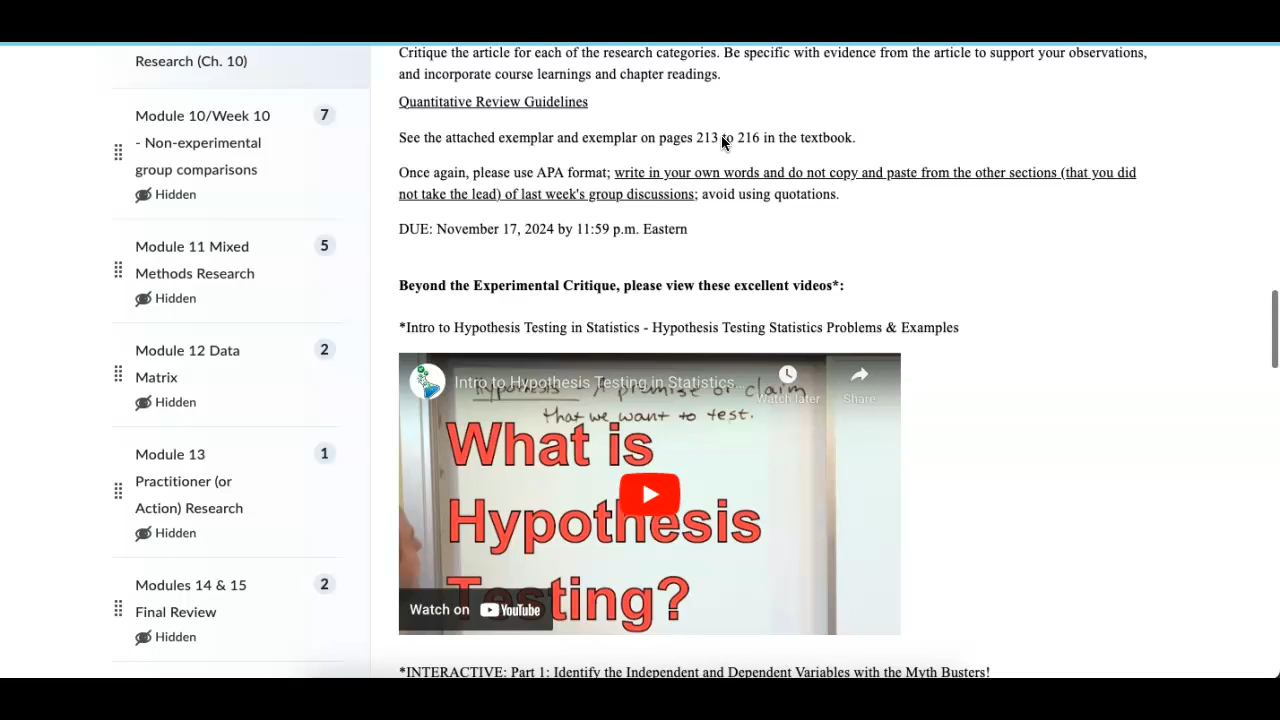 Research (Ch. 10)
Module 10/Week 10
7
- Non-experimental
group comparisons
Hidden
Module 11 Mixed
5
Methods Research
Hidden
Module 12 Data
2
Matrix
Hidden
Module 13
1
Practitioner (or
Action) Research
Hidden
Modules 14 & 15
2
Final Review
Hidden
Critique the article for each of the research categories. Be specific with evidence from the article to support your observations,
and incorporate course learnings and chapter readings.
Quantitative Review Guidelines
See the attached exemplar and exemplar on pages 213 to 216 in the textbook.
Once again, please use APA format; write in your own words and do not copy and paste from the other sections (that you did
not take the lead) of last week's group discussions; avoid using quotations.
DUE: November 17, 2024 by 11:59 p.m. Eastern
Beyond the Experimental Critique, please view these excellent videos*:
*Intro to Hypothesis Testing in Statistics - Hypothesis Testing Statistics Problems & Examples
Intro to Hypothesis Testing in Statistics...
Watch later
Share
Hypothesis - A premise or claim
that we want to test.
What is
Hypothesis
Testing?
Watch on YouTube
*INTERACTIVE: Part 1: Identify the Independent and Dependent Variables with the Myth Busters!